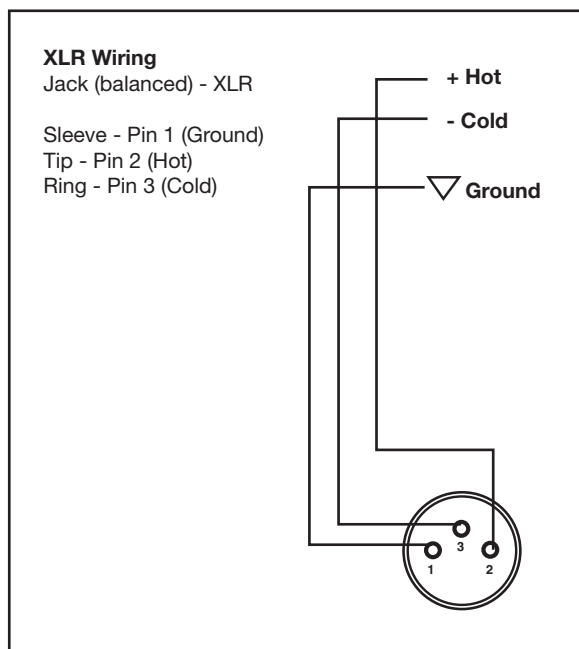 XLR Wiring
Jack (balanced) - XLR
Sleeve - Pin 1 (Ground)
Tip - Pin 2 (Hot)
Ring - Pin 3 (Cold)
+ Hot
- Cold
Ground
3
1
2